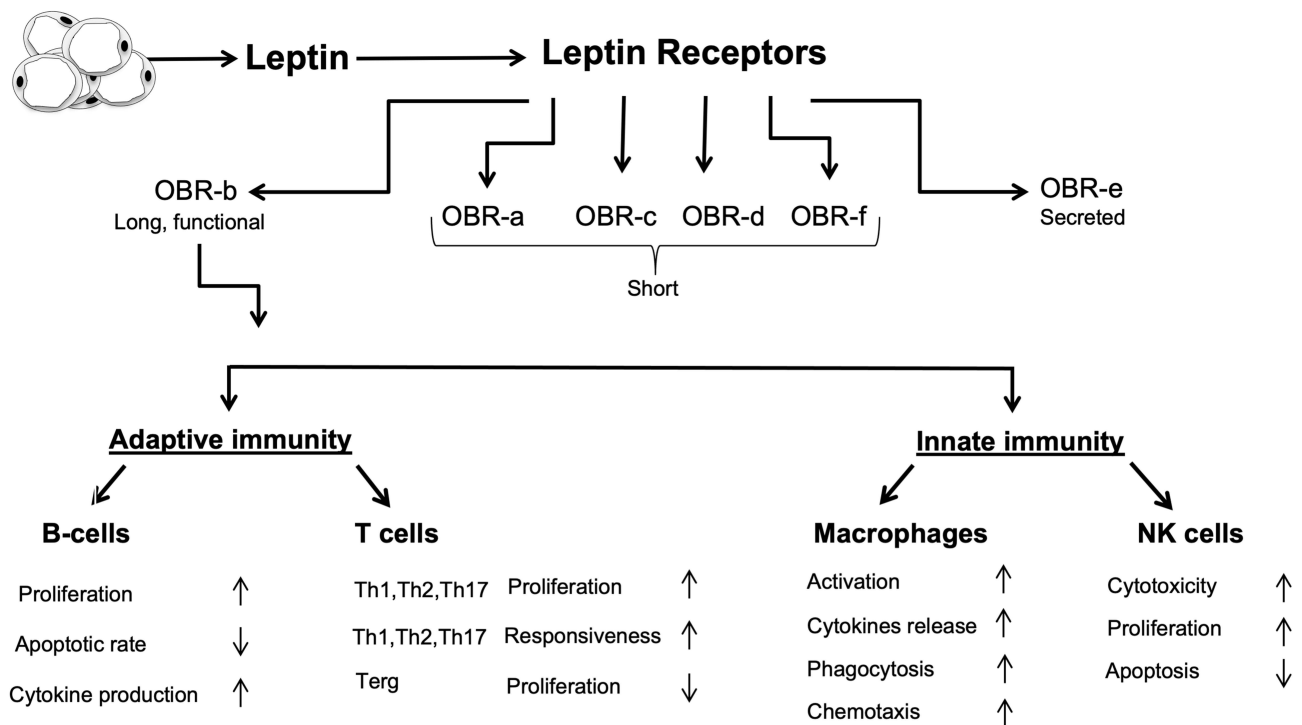 Leptin
Leptin Receptors
OBR-b
Long, functional
OBR-a
OBR-c
OBR-d
OBR-f
Short
OBR-e
Secreted
Adaptive immunity
Innate immunity
B-cells
Proliferation ↑
Apoptotic rate ↓
Cytokine production ↑
T cells
Th1,Th2,Th17 Proliferation ↑
Th1,Th2,Th17 Responsiveness ↑
Terg Proliferation ↓
Macrophages
Activation ↑
Cytokines release ↑
Phagocytosis ↑
Chemotaxis ↑
NK cells
Cytotoxicity ↑
Proliferation ↑
Apoptosis ↓